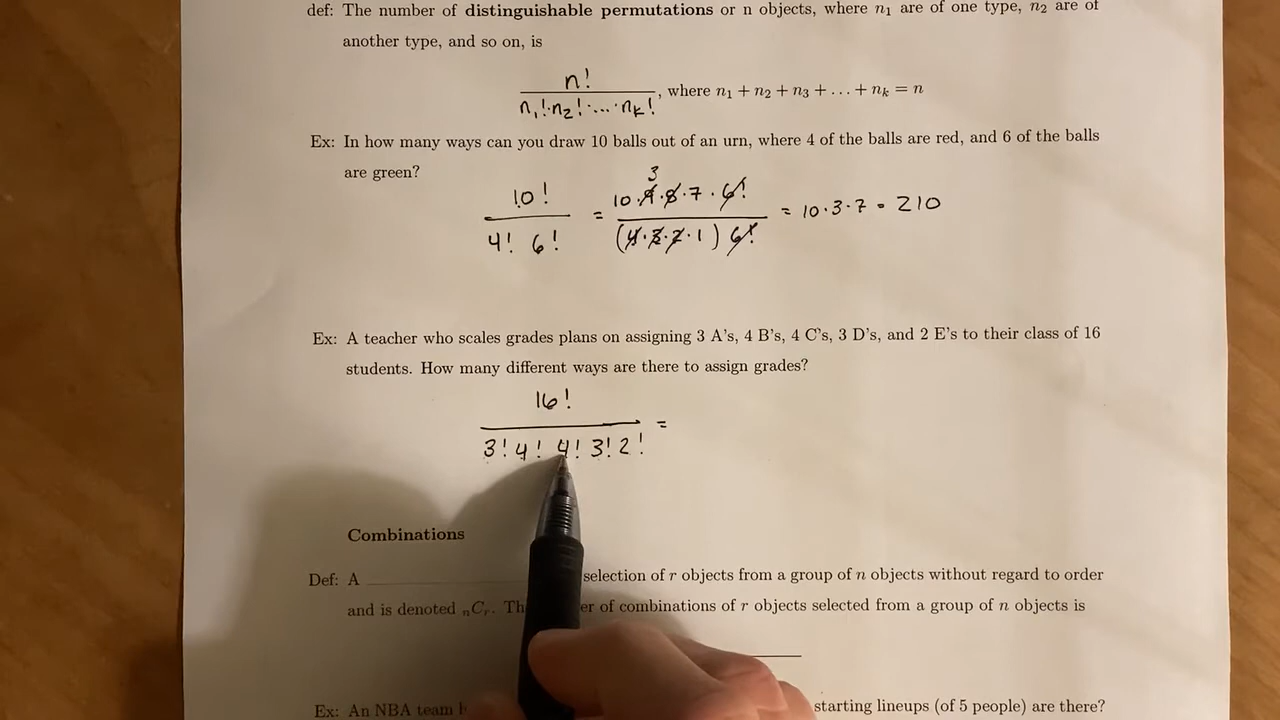 def: The number of distinguishable permutations or n objects, where n₁ are of one type, n₂ are of
another type, and so on, is
n!
n₁!·n₂!·...·nₖ!, where n₁ + n₂ + n₃ + ... + nₖ = n
Ex: In how many ways can you draw 10 balls out of an urn, where 4 of the balls are red, and 6 of the balls
are green?
3
10! = 10·9·8·7·6! = 10·3·7 = 210
4! 6! (4·3·2·1) 6!
Ex: A teacher who scales grades plans on assigning 3 A's, 4 B's, 4 C's, 3 D's, and 2 E's to their class of 16
students. How many different ways are there to assign grades?
16!
3! 4! 4! 3! 2! =
Combinations
Def: A selection of r objects from a group of n objects without regard to order
and is denoted ₙCᵣ. of combinations of r objects selected from a group of n objects is
Ex: An NBA team starting lineups (of 5 people) are there?